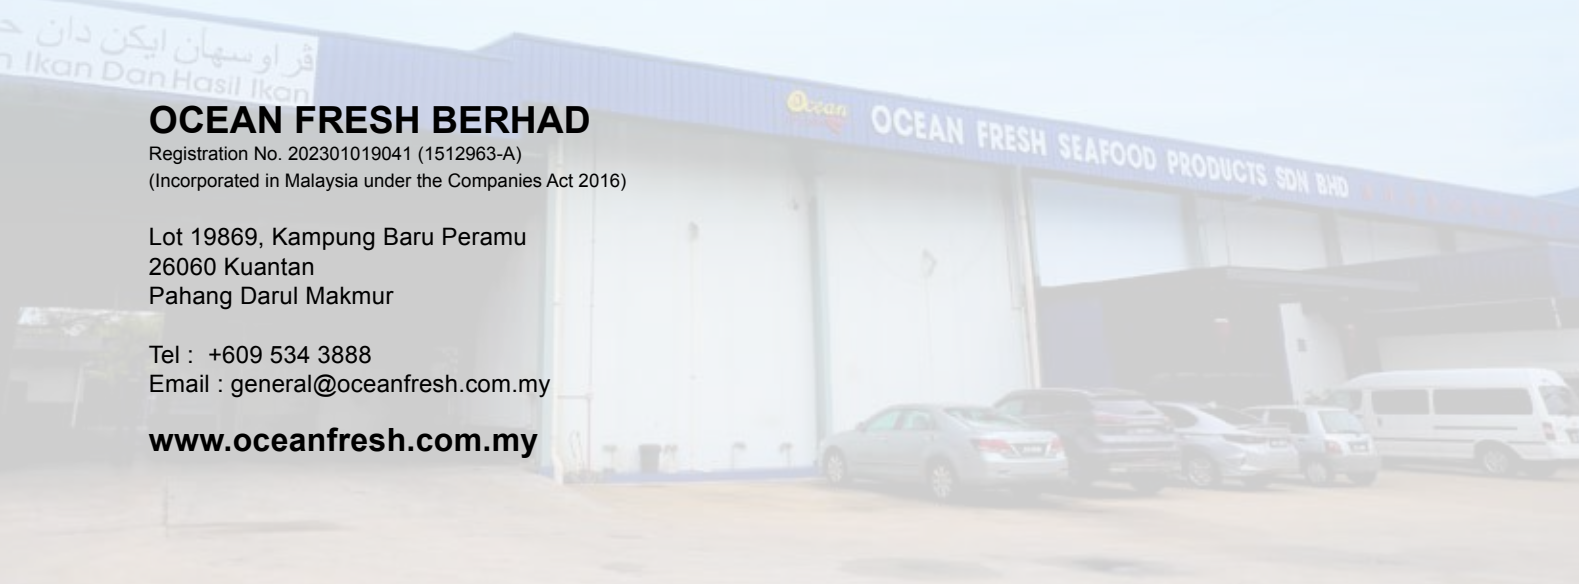 قراوسهان ايكن دان
n Ikan Dan Hasil Ikan
Ocean
OCEAN FRESH SEAFOOD PRODUCTS SDN BHD
OCEAN FRESH BERHAD
Registration No. 202301019041 (1512963-A)
(Incorporated in Malaysia under the Companies Act 2016)
Lot 19869, Kampung Baru Peramu
26060 Kuantan
Pahang Darul Makmur
Tel : +609 534 3888
Email : general@oceanfresh.com.my
www.oceanfresh.com.my